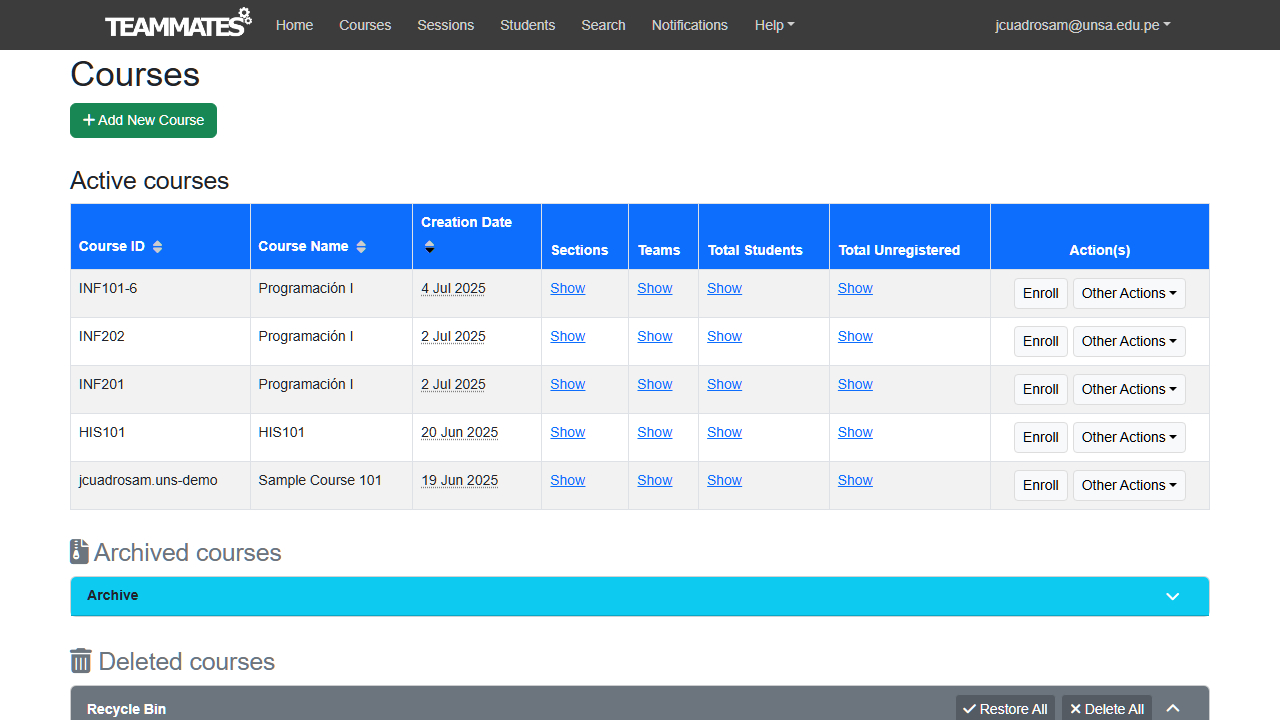 TEAMMATES Home Courses Sessions Students Search Notifications Help jcuadrosam@unsa.edu.pe
Courses
Add New Course
Active courses
Course ID Course Name Creation Date Sections Teams Total Students Total Unregistered Action(s)
INF101-6 Programación I 4 Jul 2025 Show Show Show Show Enroll Other Actions
INF202 Programación I 2 Jul 2025 Show Show Show Show Enroll Other Actions
INF201 Programación I 2 Jul 2025 Show Show Show Show Enroll Other Actions
HIS101 HIS101 20 Jun 2025 Show Show Show Show Enroll Other Actions
jcuadrosam.uns-demo Sample Course 101 19 Jun 2025 Show Show Show Show Enroll Other Actions
Archived courses
Archive
Deleted courses
Recycle Bin Restore All Delete All